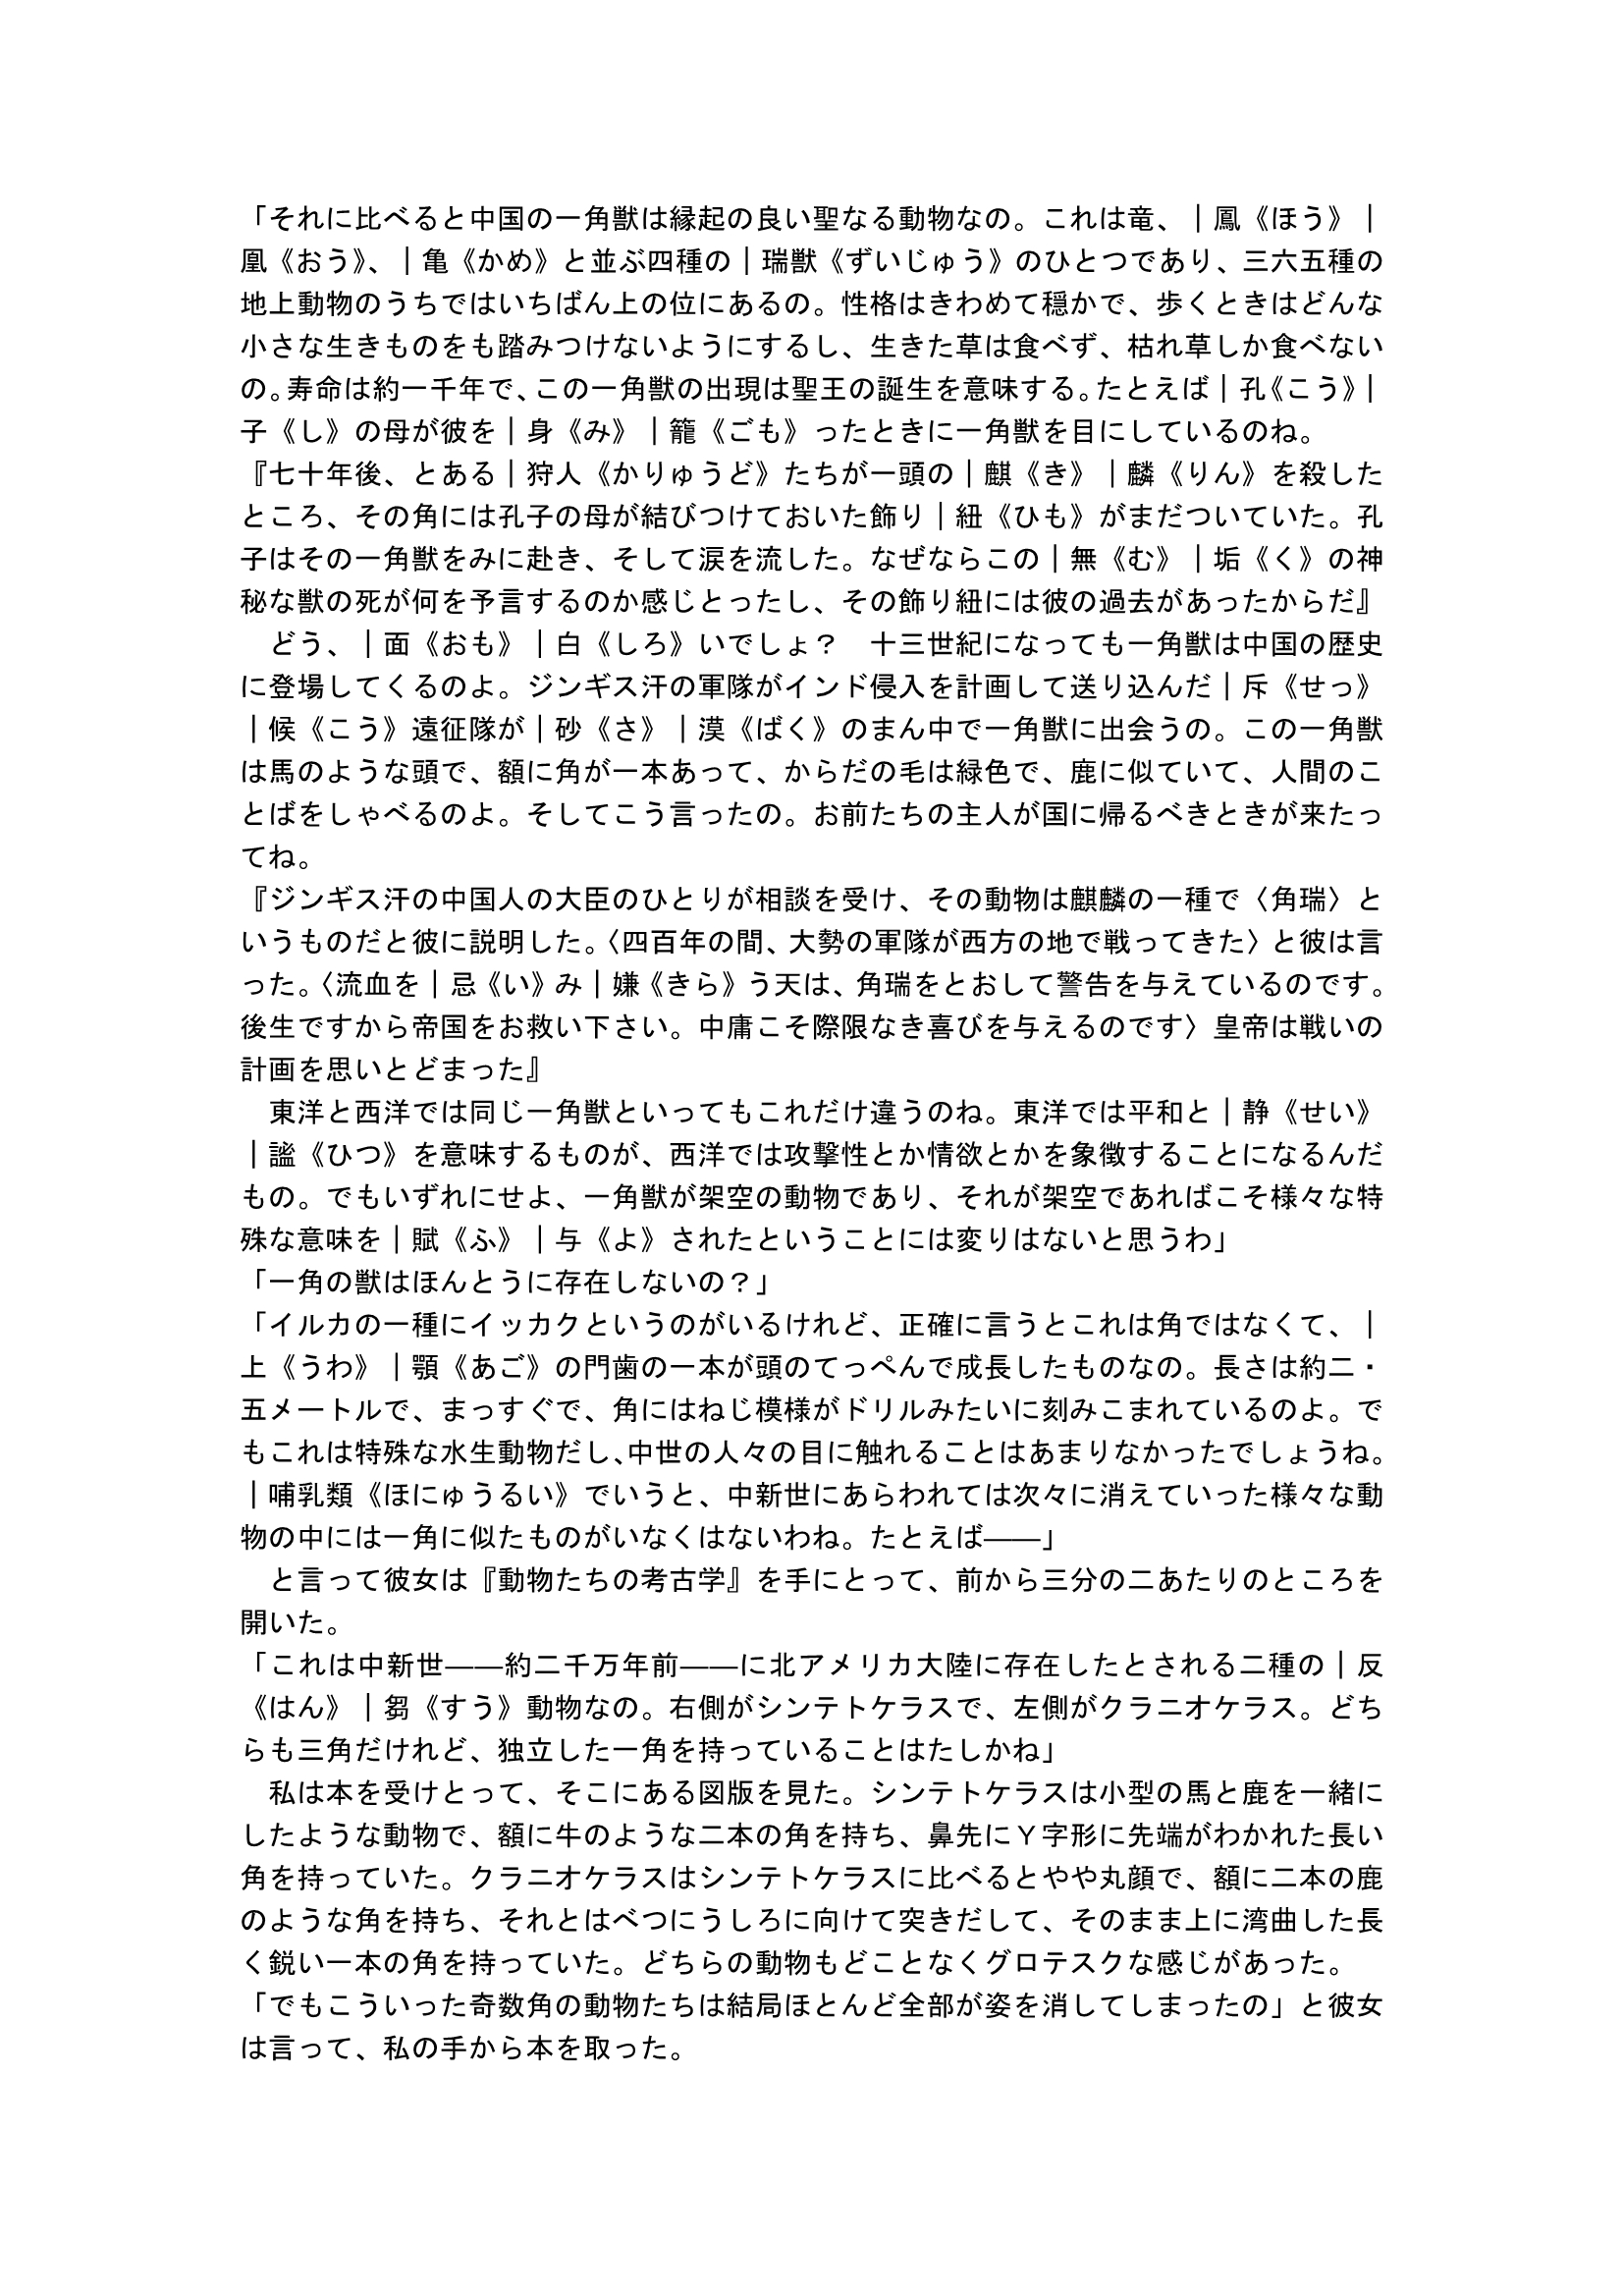 「それに比べると中国の一角獣は縁起の良い聖なる動物なの。これは竜、｜鳳《ほう》｜
凰《おう》、｜亀《かめ》と並ぶ四種の｜瑞獣《ずいじゅう》のひとつであり、三六五種の
地上動物のうちではいちばん上の位にあるの。性格はきわめて穏かで、歩くときはどんな
小さな生きものをも踏みつけないようにするし、生きた草は食べず、枯れ草しか食べない
の。寿命は約一千年で、この一角獣の出現は聖王の誕生を意味する。たとえば｜孔《こう》｜
子《し》の母が彼を｜身《み》｜籠《ごも》ったときに一角獣を目にしているのね。
『七十年後、とある｜狩人《かりゅうど》たちが一頭の｜麒《き》｜麟《りん》を殺した
ところ、その角には孔子の母が結びつけておいた飾り｜紐《ひも》がまだついていた。孔
子はその一角獣をみに赴き、そして涙を流した。なぜならこの｜無《む》｜垢《く》の神
秘な獣の死が何を予言するのか感じとったし、その飾り紐には彼の過去があったからだ』
　どう、｜面《おも》｜白《しろ》いでしょ？　十三世紀になっても一角獣は中国の歴史
に登場してくるのよ。ジンギス汗の軍隊がインド侵入を計画して送り込んだ｜斥《せっ》
｜候《こう》遠征隊が｜砂《さ》｜漠《ばく》のまん中で一角獣に出会うの。この一角獣
は馬のような頭で、額に角が一本あって、からだの毛は緑色で、鹿に似ていて、人間のこ
とばをしゃべるのよ。そしてこう言ったの。お前たちの主人が国に帰るべきときが来たっ
てね。
『ジンギス汗の中国人の大臣のひとりが相談を受け、その動物は麒麟の一種で〈角瑞〉と
いうものだと彼に説明した。〈四百年の間、大勢の軍隊が西方の地で戦ってきた〉と彼は言
った。〈流血を｜忌《い》み｜嫌《きら》う天は、角瑞をとおして警告を与えているのです。
後生ですから帝国をお救い下さい。中庸こそ際限なき喜びを与えるのです〉皇帝は戦いの
計画を思いとどまった』
　東洋と西洋では同じ一角獣といってもこれだけ違うのね。東洋では平和と｜静《せい》
｜謐《ひつ》を意味するものが、西洋では攻撃性とか情欲とかを象徴することになるんだ
もの。でもいずれにせよ、一角獣が架空の動物であり、それが架空であればこそ様々な特
殊な意味を｜賦《ふ》｜与《よ》されたということには変りはないと思うわ」
「一角の獣はほんとうに存在しないの？」
「イルカの一種にイッカクというのがいるけれど、正確に言うとこれは角ではなくて、｜
上《うわ》｜顎《あご》の門歯の一本が頭のてっぺんで成長したものなの。長さは約二・
五メートルで、まっすぐで、角にはねじ模様がドリルみたいに刻みこまれているのよ。で
もこれは特殊な水生動物だし、中世の人々の目に触れることはあまりなかったでしょうね。
｜哺乳類《ほにゅうるい》でいうと、中新世にあらわれては次々に消えていった様々な動
物の中には一角に似たものがいなくはないわね。たとえば――」
　と言って彼女は『動物たちの考古学』を手にとって、前から三分の二あたりのところを
開いた。
「これは中新世――約二千万年前――に北アメリカ大陸に存在したとされる二種の｜反
《はん》｜芻《すう》動物なの。右側がシンテトケラスで、左側がクラニオケラス。どち
らも三角だけれど、独立した一角を持っていることはたしかね」
　私は本を受けとって、そこにある図版を見た。シンテトケラスは小型の馬と鹿を一緒に
したような動物で、額に牛のような二本の角を持ち、鼻先にＹ字形に先端がわかれた長い
角を持っていた。クラニオケラスはシンテトケラスに比べるとやや丸顔で、額に二本の鹿
のような角を持ち、それとはべつにうしろに向けて突きだして、そのまま上に湾曲した長
く鋭い一本の角を持っていた。どちらの動物もどことなくグロテスクな感じがあった。
「でもこういった奇数角の動物たちは結局ほとんど全部が姿を消してしまったの」と彼女
は言って、私の手から本を取った。